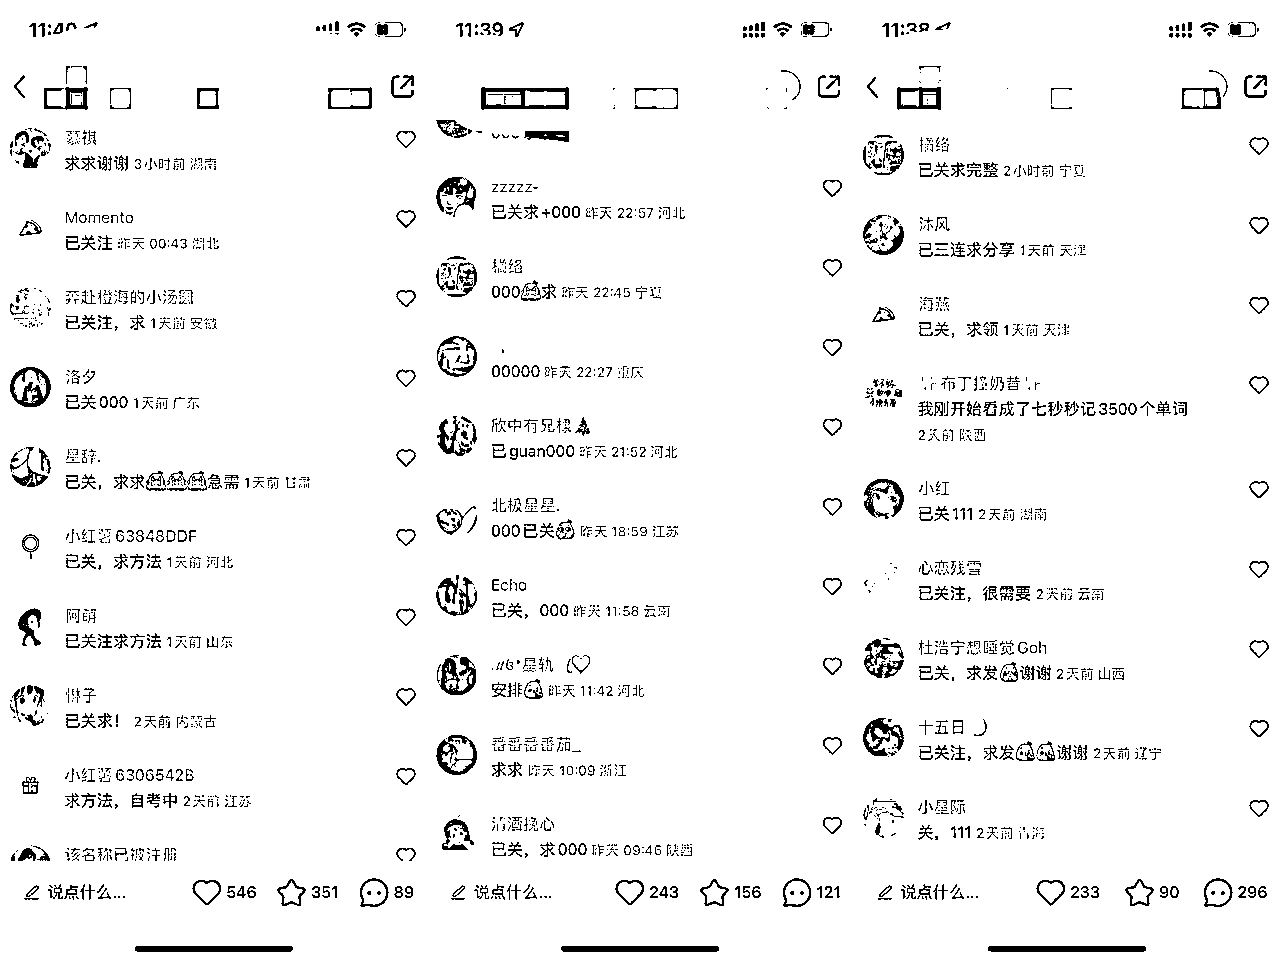 11:40
慕祺
求求谢谢 3小时前 湖南
Momento
已关注 昨天 00:43 湖北
奔赴橙海的小汤圆
已关注，求 1天前 安徽
洛夕
已关 000 1天前 广东
星辞.
已关，求求急需 1天前 甘肃
小红薯63848DDF
已关，求方法 1天前 河北
阿萌
已关注求方法 1天前 山东
子
已关求！ 2天前 内蒙古
小红薯6306542B
求方法，自考中 2天前 江苏
该名称已被注册
说点什么... 546 351 89
11:39
zzzzz-
已关求+000 昨天 22:57 河北
橘络
000求 昨天 22:45 宁夏
00000 昨天 22:27 重庆
欣中有兄棣
已guan000 昨天 21:52 河北
北极星星.
000已关 昨天 18:59 江苏
Echo
已关，000 昨天 11:58 云南
星轨
安排 昨天 11:42 河北
番番番番茄_
求求 昨天 10:09 浙江
清酒挽心
已关，求000 昨天 09:46 陕西
说点什么... 243 156 121
11:38
橘络
已关求完整 2小时前 宁夏
沐风
已三连求分享 1天前 天津
海燕
已关，求领 1天前 天津
布丁撞奶昔
我刚开始看成了七秒秒记3500个单词
2天前 陕西
小红
已关111 2天前 湖南
心恋残雪
已关注，很需要 2天前 云南
杜浩宁想睡觉Goh
已关，求发谢谢 2天前 山西
十五日
已关注，求发谢谢 2天前 辽宁
小星际
关，111 2天前 青海
说点什么... 233 90 296